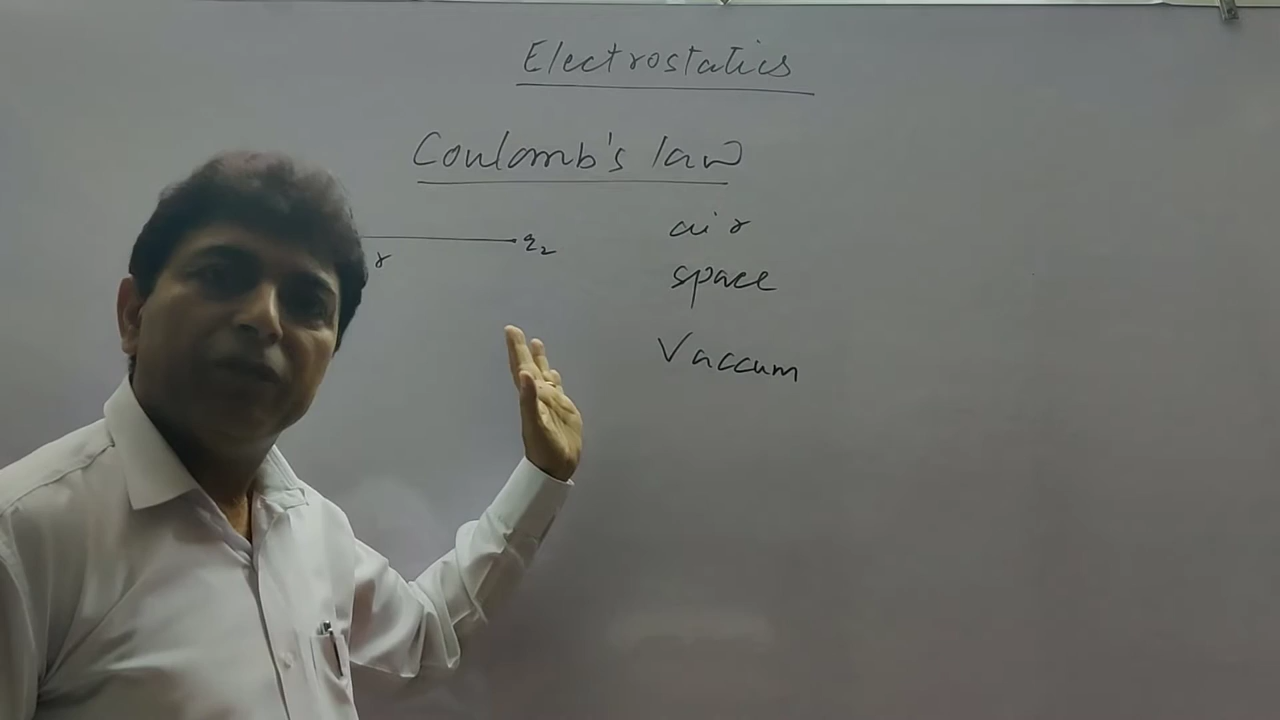 Electrostatics
Coulomb's law
r q₂
air
space
Vaccum